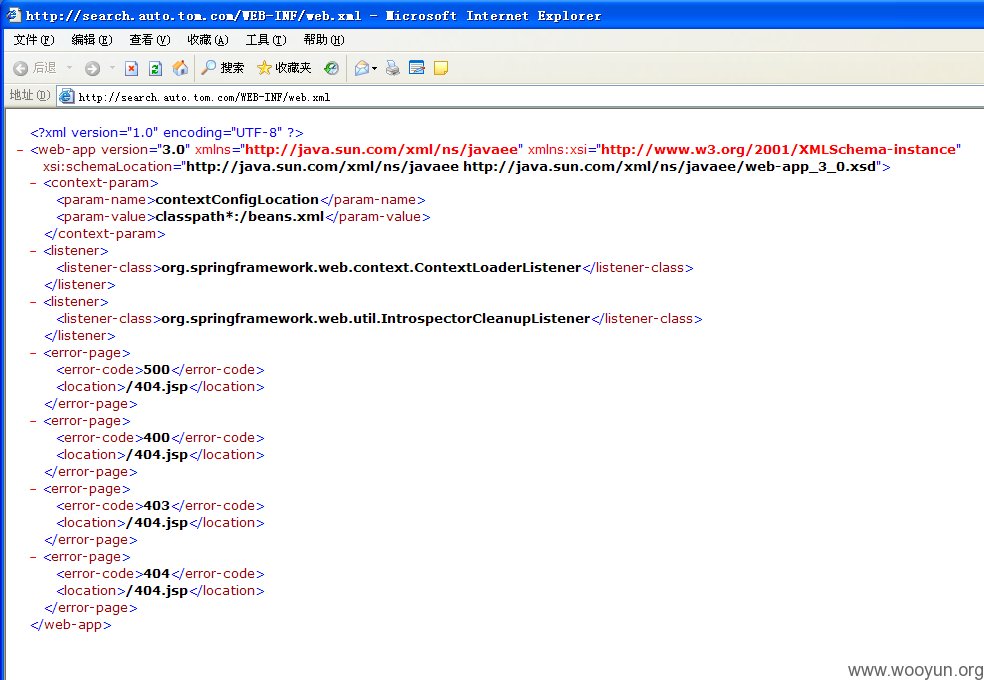 http://search.auto.tom.com/WEB-INF/web.xml - Microsoft Internet Explorer
文件(F) 编辑(E) 查看(V) 收藏(A) 工具(T) 帮助(H)
后退 搜索 收藏夹
地址(D) http://search.auto.tom.com/WEB-INF/web.xml
<?xml version="1.0" encoding="UTF-8" ?>
- <web-app version="3.0" xmlns="http://java.sun.com/xml/ns/javaee" xmlns:xsi="http://www.w3.org/2001/XMLSchema-instance"
xsi:schemaLocation="http://java.sun.com/xml/ns/javaee http://java.sun.com/xml/ns/javaee/web-app_3_0.xsd">
- <context-param>
<param-name>contextConfigLocation</param-name>
<param-value>classpath*:/beans.xml</param-value>
</context-param>
- <listener>
<listener-class>org.springframework.web.context.ContextLoaderListener</listener-class>
</listener>
- <listener>
<listener-class>org.springframework.web.util.IntrospectorCleanupListener</listener-class>
</listener>
- <error-page>
<error-code>500</error-code>
<location>/404.jsp</location>
</error-page>
- <error-page>
<error-code>400</error-code>
<location>/404.jsp</location>
</error-page>
- <error-page>
<error-code>403</error-code>
<location>/404.jsp</location>
</error-page>
- <error-page>
<error-code>404</error-code>
<location>/404.jsp</location>
</error-page>
</web-app>
www.wooyun.org